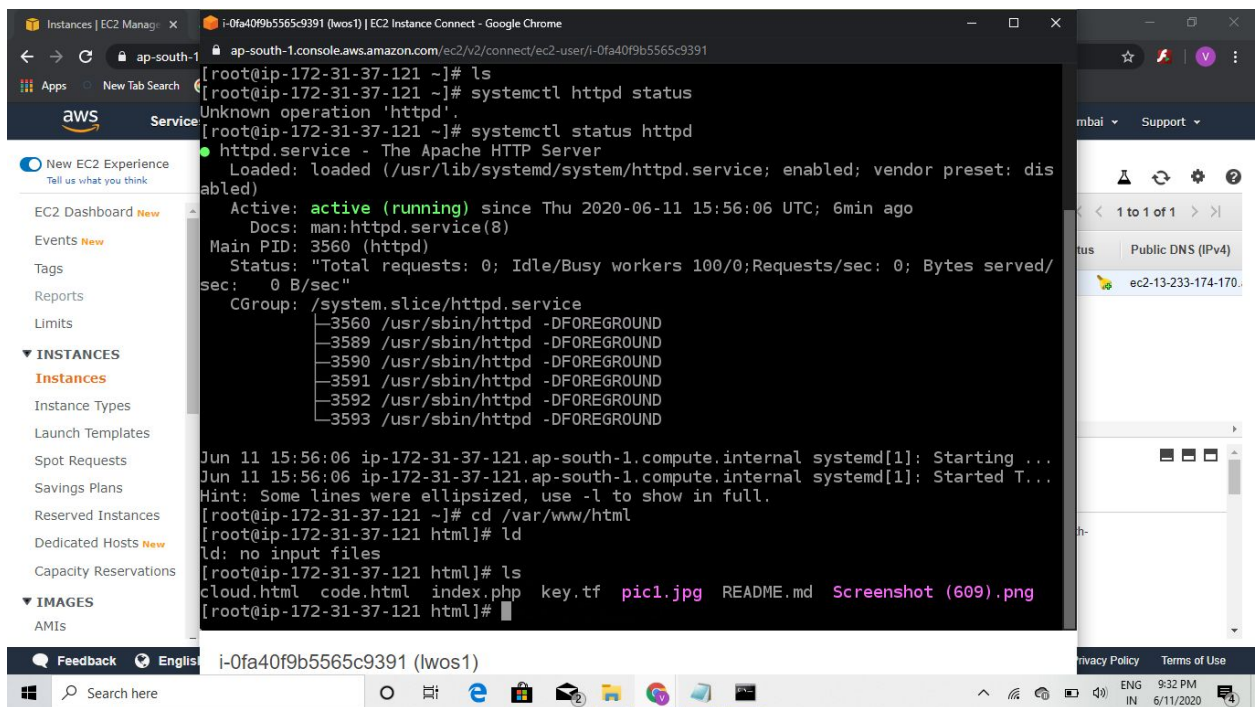 Instances | EC2 Manage
i-0fa40f9b5565c9391 (lwos1) | EC2 Instance Connect - Google Chrome
ap-south-1
ap-south-1.console.aws.amazon.com/ec2/v2/connect/ec2-user/i-0fa40f9b5565c9391
V
Apps
New Tab Search
aws
Service
mbai
Support
New EC2 Experience
Tell us what you think
EC2 Dashboard New
Events New
Tags
Reports
Limits
INSTANCES
Instances
Instance Types
Launch Templates
Spot Requests
Savings Plans
Reserved Instances
Dedicated Hosts New
Capacity Reservations
IMAGES
AMIs
[root@ip-172-31-37-121 ~]# ls
[root@ip-172-31-37-121 ~]# systemctl httpd status
Unknown operation 'httpd'.
[root@ip-172-31-37-121 ~]# systemctl status httpd
● httpd.service - The Apache HTTP Server
Loaded: loaded (/usr/lib/systemd/system/httpd.service; enabled; vendor preset: dis
abled)
Active: active (running) since Thu 2020-06-11 15:56:06 UTC; 6min ago
Docs: man:httpd.service(8)
Main PID: 3560 (httpd)
Status: "Total requests: 0; Idle/Busy workers 100/0;Requests/sec: 0; Bytes served/
sec:   0 B/sec"
CGroup: /system.slice/httpd.service
├─3560 /usr/sbin/httpd -DFOREGROUND
├─3589 /usr/sbin/httpd -DFOREGROUND
├─3590 /usr/sbin/httpd -DFOREGROUND
├─3591 /usr/sbin/httpd -DFOREGROUND
├─3592 /usr/sbin/httpd -DFOREGROUND
└─3593 /usr/sbin/httpd -DFOREGROUND
Jun 11 15:56:06 ip-172-31-37-121.ap-south-1.compute.internal systemd[1]: Starting ...
Jun 11 15:56:06 ip-172-31-37-121.ap-south-1.compute.internal systemd[1]: Started T...
Hint: Some lines were ellipsized, use -l to show in full.
[root@ip-172-31-37-121 ~]# cd /var/www/html
[root@ip-172-31-37-121 html]# ld
ld: no input files
[root@ip-172-31-37-121 html]# ls
cloud.html  code.html  index.php  key.tf  pic1.jpg  README.md  Screenshot (609).png
[root@ip-172-31-37-121 html]#
1 to 1 of 1
tus
Public DNS (IPv4)
ec2-13-233-174-170.
h-
Feedback
Englis
i-0fa40f9b5565c9391 (lwos1)
rivacy Policy
Terms of Use
Search here
2
V
ENG
IN
9:32 PM
6/11/2020
4